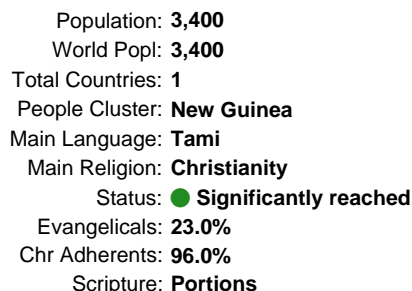 Population: 3,400
World Popl: 3,400
Total Countries: 1
People Cluster: New Guinea
Main Language: Tami
Main Religion: Christianity
Status: Significantly reached
Evangelicals: 23.0%
Chr Adherents: 96.0%
Scripture: Portions